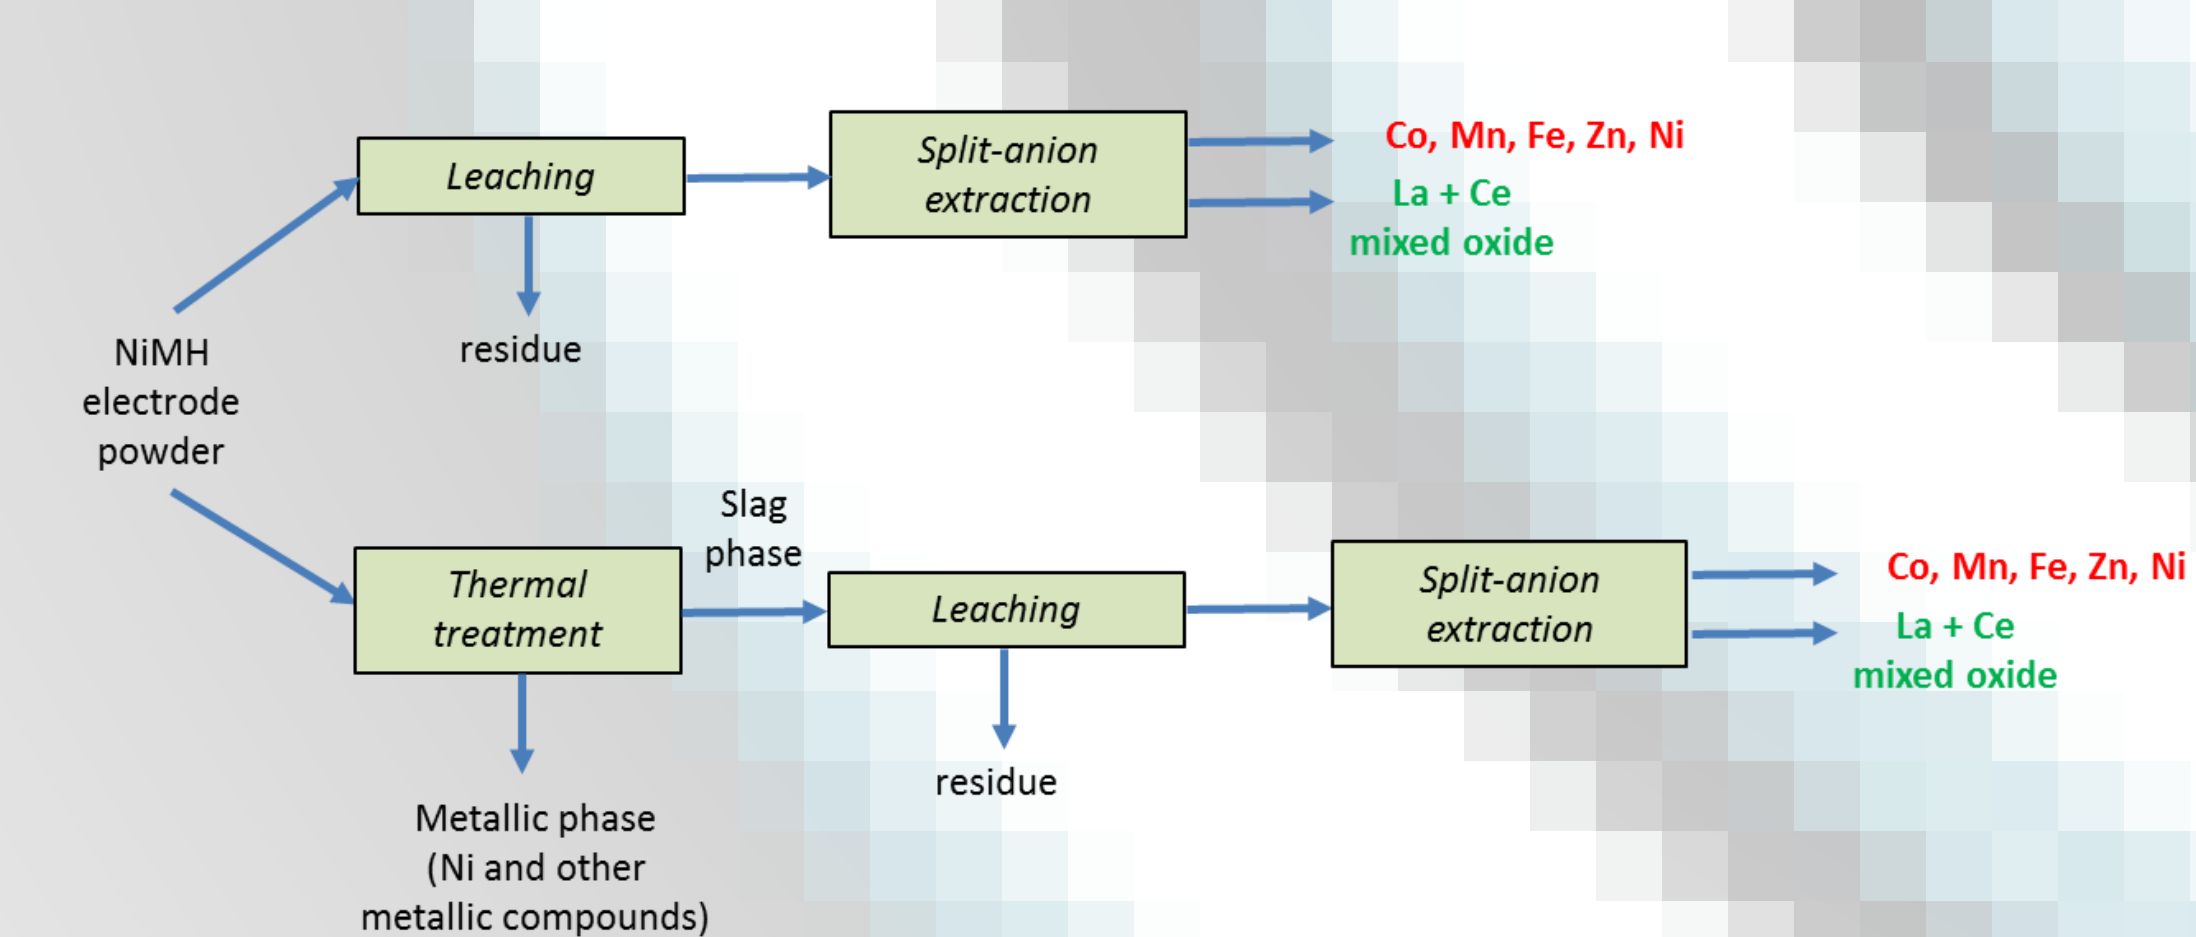 Leaching
Split-anion
extraction
Co, Mn, Fe, Zn, Ni
La + Ce
mixed oxide
residue
NiMH
electrode
powder
Slag
phase
Thermal
treatment
Leaching
Split-anion
extraction
Co, Mn, Fe, Zn, Ni
La + Ce
mixed oxide
residue
Metallic phase
(Ni and other
metallic compounds)